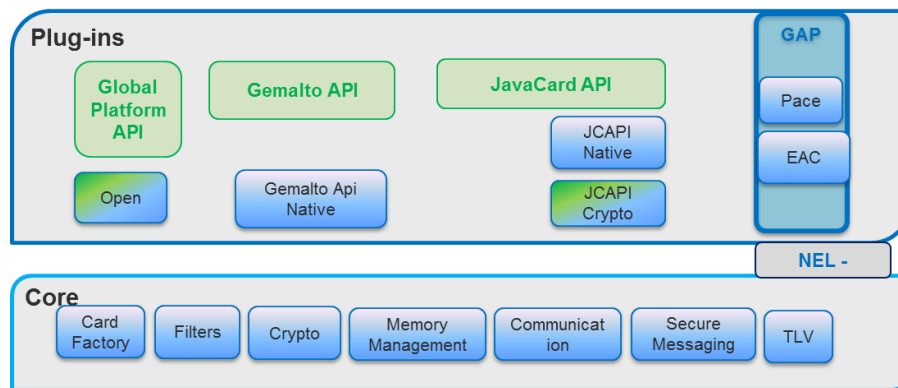 Plug-ins
GAP
Global
Platform
API
Gemalto API
JavaCard API
Pace
JCAPI
Native
EAC
Open
Gemalto Api
Native
JCAPI
Crypto
NEL -
Core
Card
Factory
Filters
Crypto
Memory
Management
Communicat
ion
Secure
Messaging
TLV